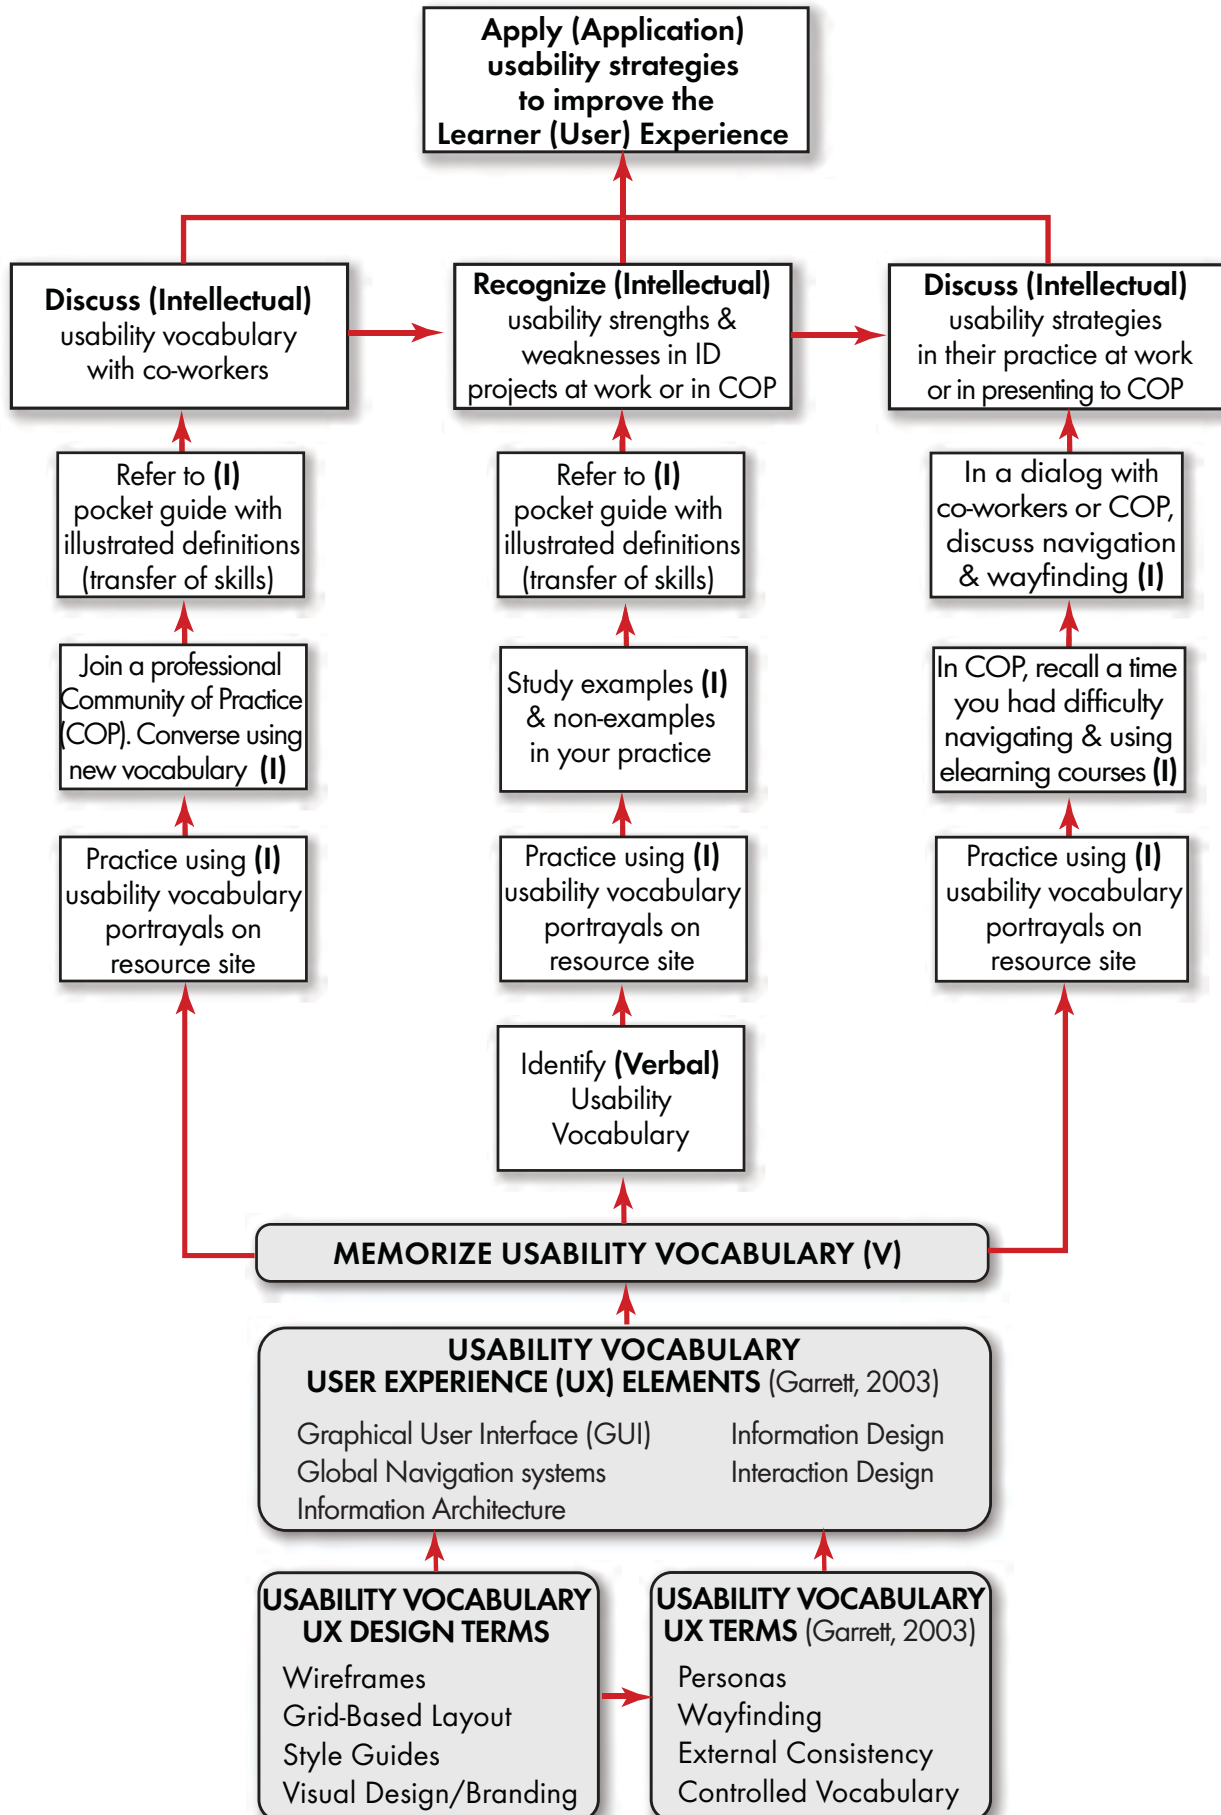 Apply (Application)
usability strategies
to improve the
Learner (User) Experience
Discuss (Intellectual)
usability vocabulary
with co-workers
Recognize (Intellectual)
usability strengths &
weaknesses in ID
projects at work or in COP
Discuss (Intellectual)
usability strategies
in their practice at work
or in presenting to COP
Refer to (I)
pocket guide with
illustrated definitions
(transfer of skills)
Refer to (I)
pocket guide with
illustrated definitions
(transfer of skills)
In a dialog with
co-workers or COP,
discuss navigation
& wayfinding (I)
Join a professional
Community of Practice
(COP). Converse using
new vocabulary (I)
Study examples (I)
& non-examples
in your practice
In COP, recall a time
you had difficulty
navigating & using
elearning courses (I)
Practice using (I)
usability vocabulary
portrayals on
resource site
Practice using (I)
usability vocabulary
portrayals on
resource site
Practice using (I)
usability vocabulary
portrayals on
resource site
Identify (Verbal)
Usability
Vocabulary
MEMORIZE USABILITY VOCABULARY (V)
USABILITY VOCABULARY
USER EXPERIENCE (UX) ELEMENTS (Garrett, 2003)
Graphical User Interface (GUI)
Global Navigation systems
Information Architecture
Information Design
Interaction Design
USABILITY VOCABULARY
UX DESIGN TERMS
Wireframes
Grid-Based Layout
Style Guides
Visual Design/Branding
USABILITY VOCABULARY
UX TERMS (Garrett, 2003)
Personas
Wayfinding
External Consistency
Controlled Vocabulary